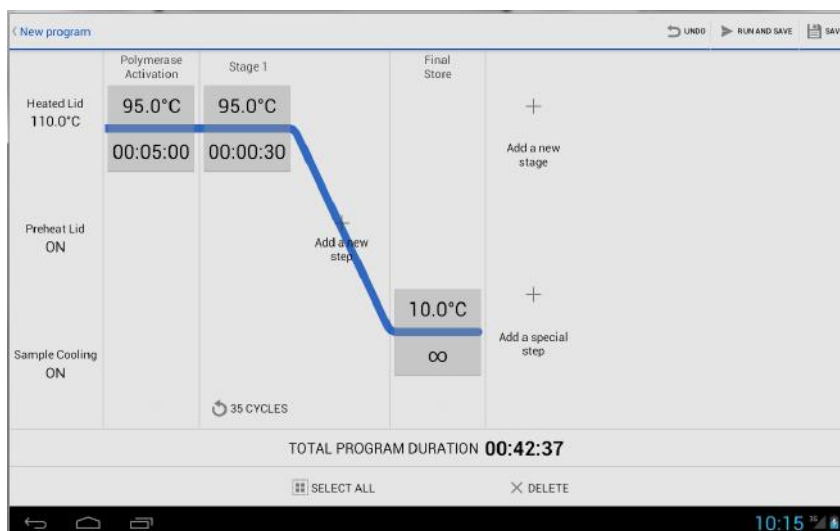 New program
UNDO
RUN AND SAVE
SAV
Polymerase
Activation
Stage 1
Final
Store
Heated Lid
110.0°C
95.0°C
00:05:00
95.0°C
00:00:30
Add a new
stage
Preheat Lid
ON
Add a new
step
10.0°C
∞
Add a special
step
Sample Cooling
ON
35 CYCLES
TOTAL PROGRAM DURATION 00:42:37
SELECT ALL
DELETE
10:15